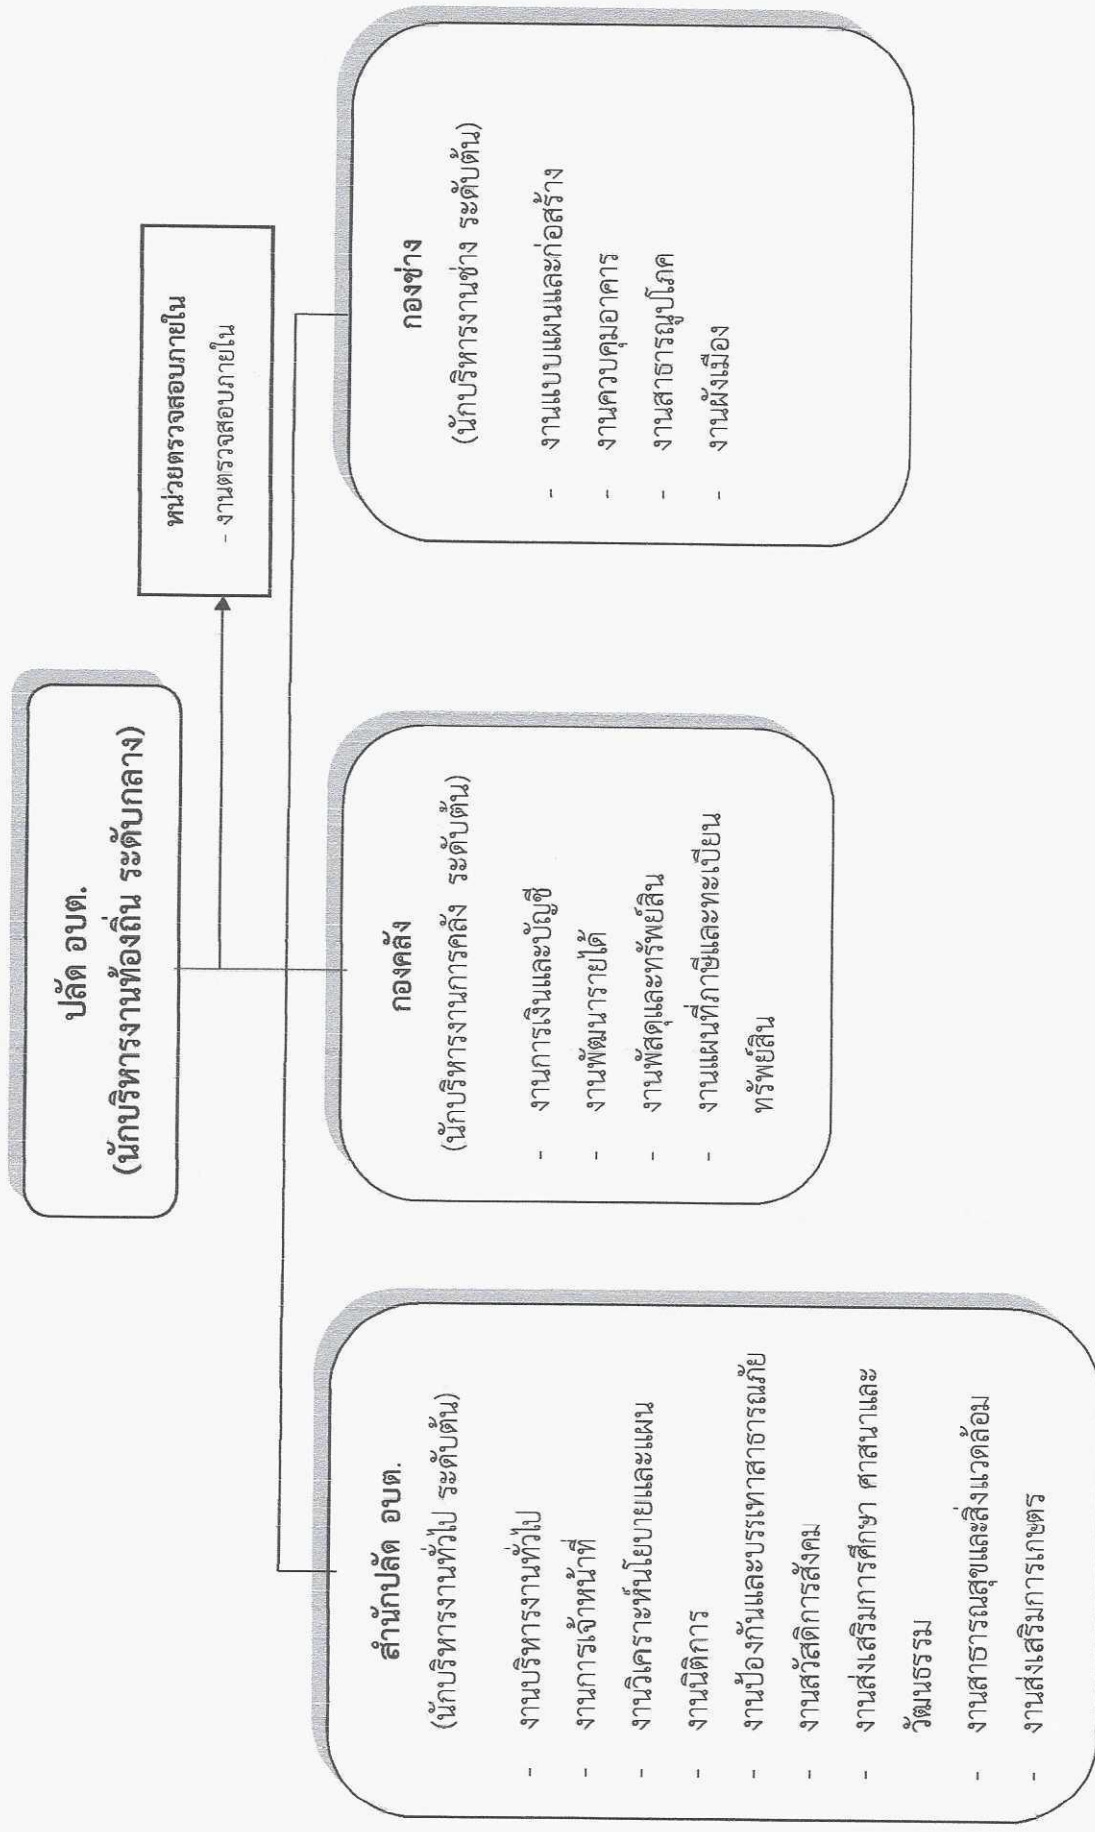 ปลัด อบต.
(นักบริหารงานท้องถิ่น ระดับกลาง)
หน่วยตรวจสอบภายใน
- งานตรวจสอบภายใน
สำนักปลัด อบต.
(นักบริหารงานทั่วไป ระดับต้น)
- งานบริหารงานทั่วไป
- งานการเจ้าหน้าที่
- งานวิเคราะห์นโยบายและแผน
- งานนิติการ
- งานป้องกันและบรรเทาสาธารณภัย
- งานสวัสดิการสังคม
- งานส่งเสริมการศึกษา ศาสนาและ
วัฒนธรรม
- งานสาธารณสุขและสิ่งแวดล้อม
- งานส่งเสริมการเกษตร
กองคลัง
(นักบริหารงานการคลัง ระดับต้น)
- งานการเงินและบัญชี
- งานพัฒนารายได้
- งานพัสดุและทรัพย์สิน
- งานแผนที่ภาษีและทะเบียน
ทรัพย์สิน
กองช่าง
(นักบริหารงานช่าง ระดับต้น)
- งานแบบแผนและก่อสร้าง
- งานควบคุมอาคาร
- งานสาธารณูปโภค
- งานผังเมือง